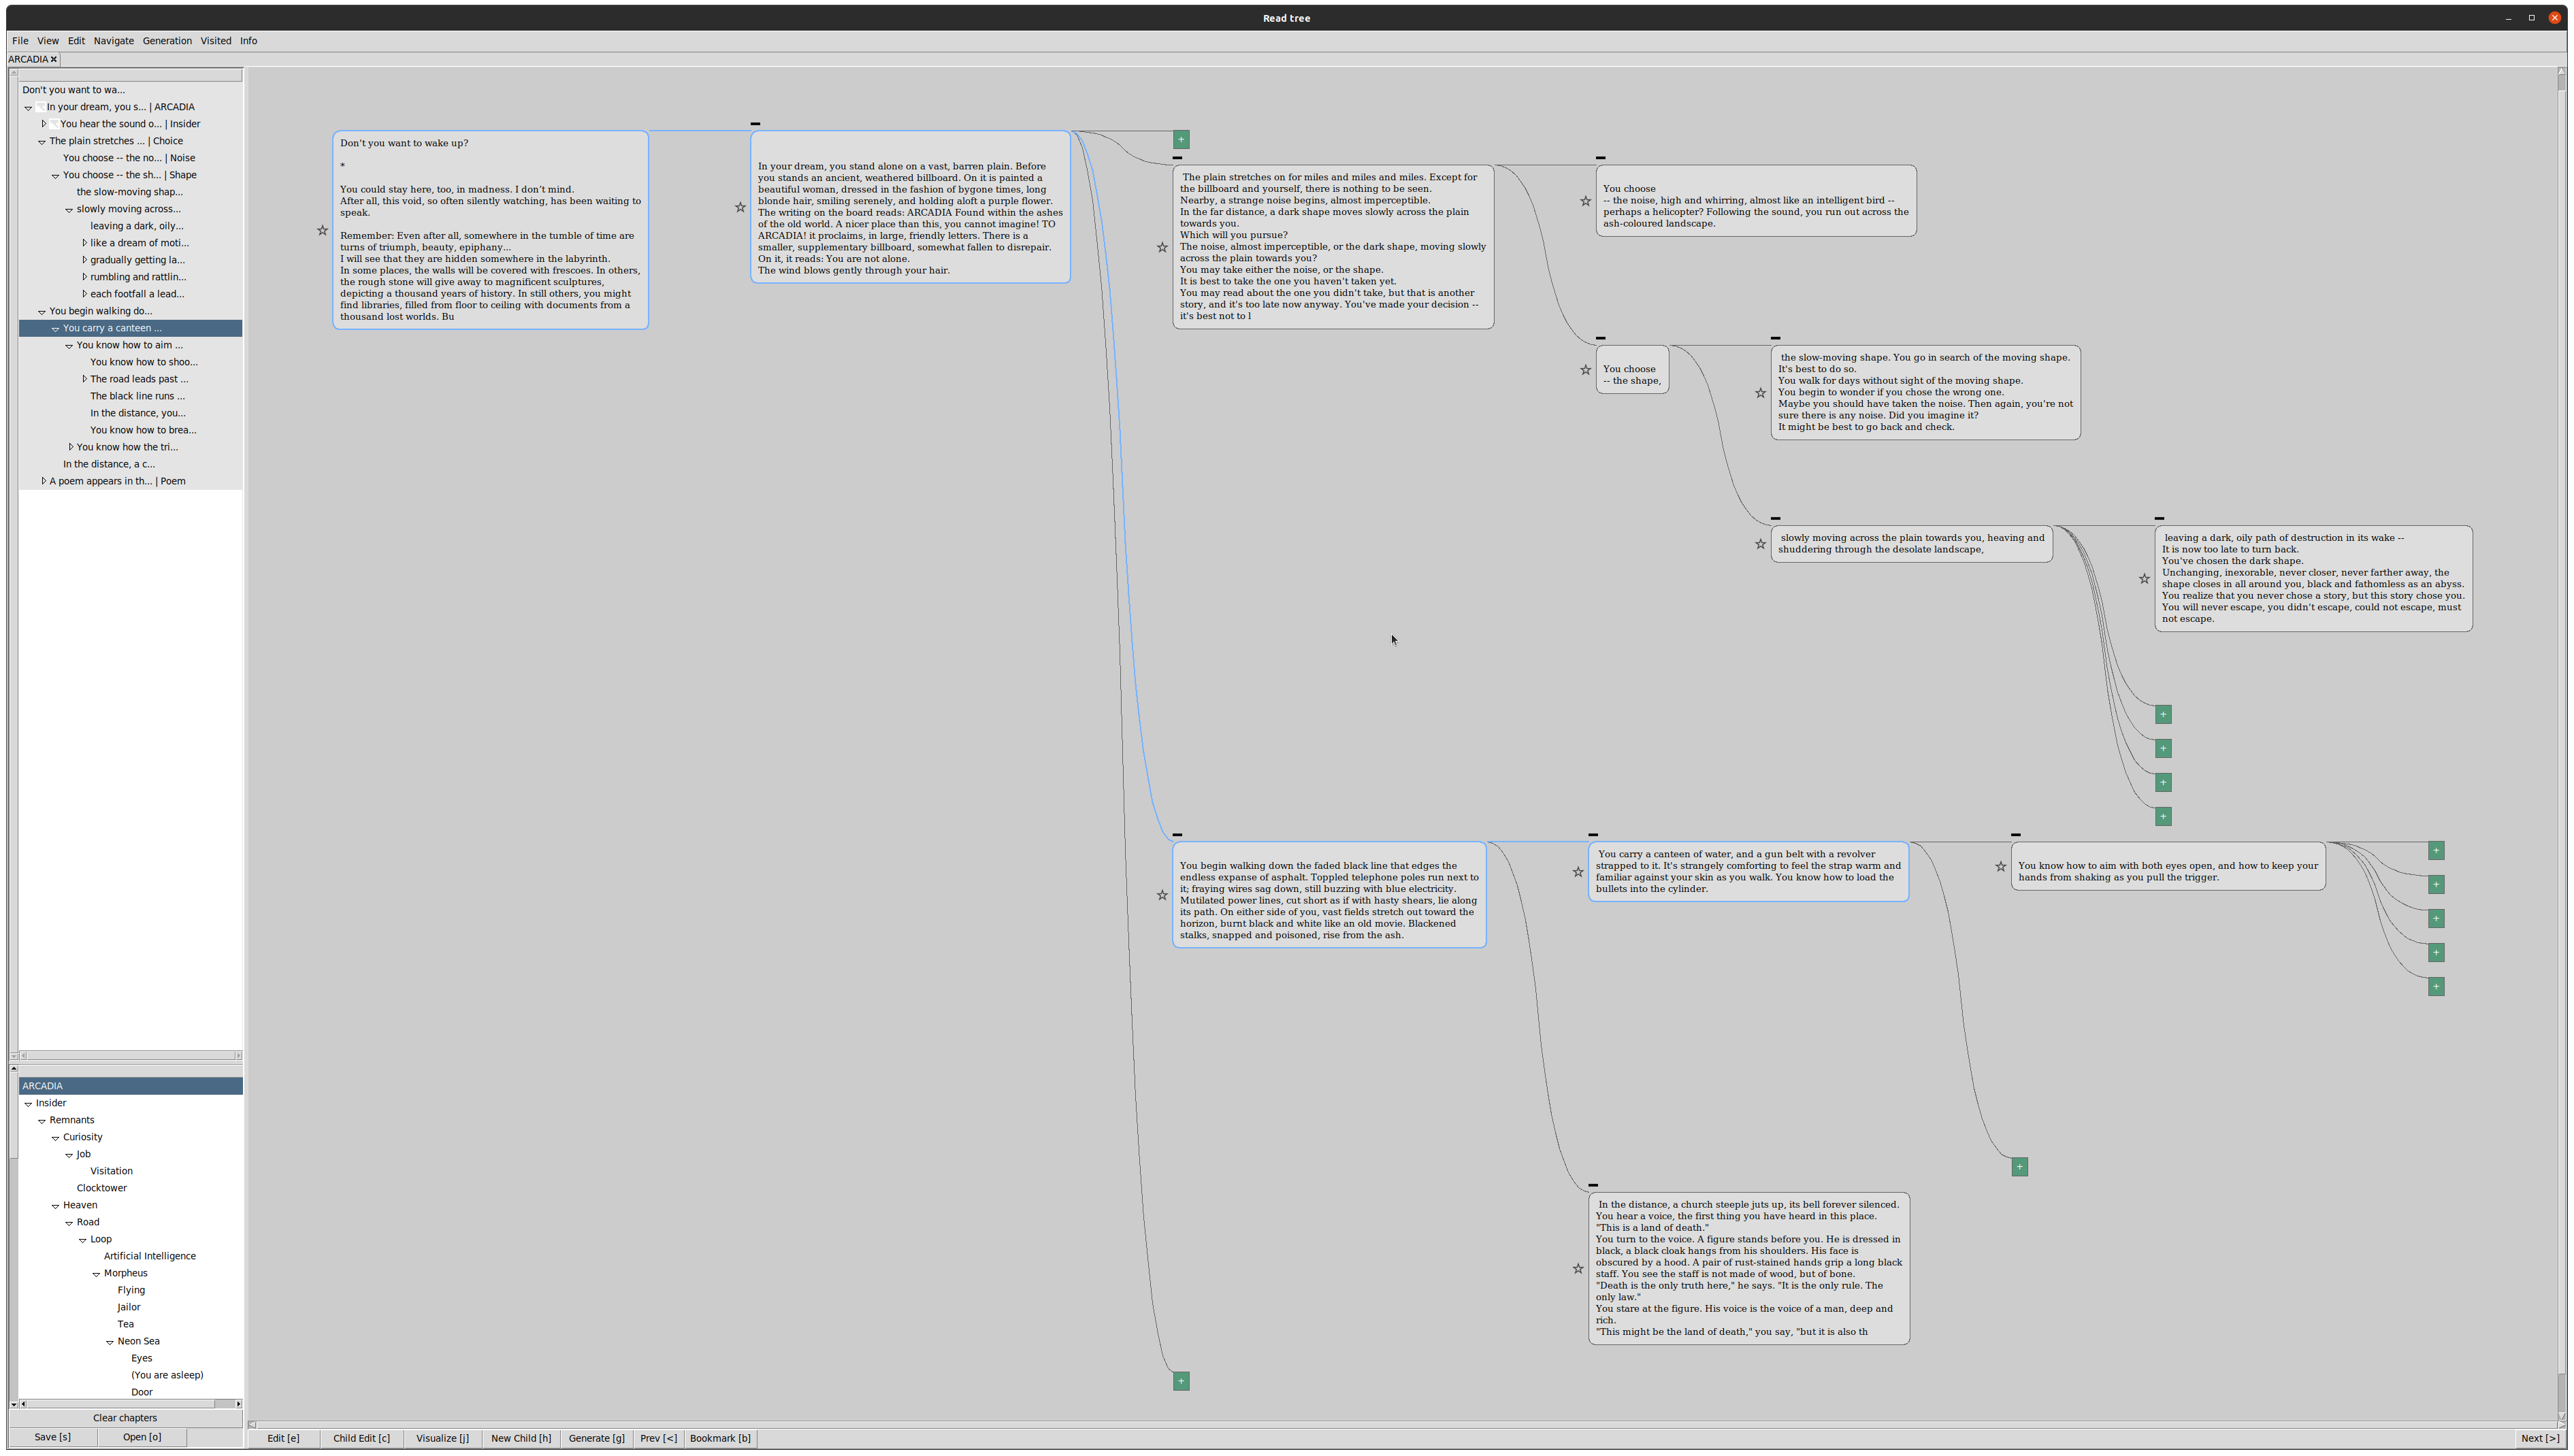 Read tree
File View Edit Navigate Generation Visited Info
ARCADIA
Don't you want to wa...
In your dream, you s... | ARCADIA
You hear the sound o... | Insider
The plain stretches ... | Choice
You choose -- the no... | Noise
You choose -- the sh... | Shape
the slow-moving shap...
slowly moving across...
leaving a dark, oily...
like a dream of moti...
gradually getting la...
rumbling and rattlin...
each footfall a lead...
You begin walking do...
You carry a canteen ...
You know how to aim ...
You know how to shoo...
The road leads past ...
The black line runs ...
In the distance, you...
You know how to brea...
You know how the tri...
In the distance, a c...
A poem appears in th... | Poem
ARCADIA
Insider
Remnants
Curiosity
Job
Visitation
Clocktower
Heaven
Road
Loop
Artificial Intelligence
Morpheus
Flying
Jailor
Tea
Neon Sea
Eyes
(You are asleep)
Door
Clear chapters
Save [s] Open [o]
Don't you want to wake up?
*
You could stay here, too, in madness. I don't mind.
After all, this void, so often silently watching, has been waiting to
speak.
Remember: Even after all, somewhere in the tumble of time are
turns of triumph, beauty, epiphany...
I will see that they are hidden somewhere in the labyrinth.
In some places, the walls will be covered with frescoes. In others,
the rough stone will give away to magnificent sculptures,
depicting a thousand years of history. In still others, you might
find libraries, filled from floor to ceiling with documents from a
thousand lost worlds. Bu
In your dream, you stand alone on a vast, barren plain. Before
you stands an ancient, weathered billboard. On it is painted a
beautiful woman, dressed in the fashion of bygone times, long
blonde hair, smiling serenely, and holding aloft a purple flower.
The writing on the board reads: ARCADIA Found within the ashes
of the old world. A nicer place than this, you cannot imagine! TO
ARCADIA! it proclaims, in large, friendly letters. There is a
smaller, supplementary billboard, somewhat fallen to disrepair.
On it, it reads: You are not alone.
The wind blows gently through your hair.
+
The plain stretches on for miles and miles and miles. Except for
the billboard and yourself, there is nothing to be seen.
Nearby, a strange noise begins, almost imperceptible.
In the far distance, a dark shape moves slowly across the plain
towards you.
Which will you pursue?
The noise, almost imperceptible, or the dark shape, moving slowly
across the plain towards you?
You may take either the noise, or the shape.
It is best to take the one you haven't taken yet.
You may read about the one you didn't take, but that is another
story, and it's too late now anyway. You've made your decision --
it's best not to l
You choose
-- the noise, high and whirring, almost like an intelligent bird --
perhaps a helicopter? Following the sound, you run out across the
ash-coloured landscape.
You choose
-- the shape,
the slow-moving shape. You go in search of the moving shape.
It's best to do so.
You walk for days without sight of the moving shape.
You begin to wonder if you chose the wrong one.
Maybe you should have taken the noise. Then again, you're not
sure there is any noise. Did you imagine it?
It might be best to go back and check.
slowly moving across the plain towards you, heaving and
shuddering through the desolate landscape,
leaving a dark, oily path of destruction in its wake --
It is now too late to turn back.
You've chosen the dark shape.
Unchanging, inexorable, never closer, never farther away, the
shape closes in all around you, black and fathomless as an abyss.
You realize that you never chose a story, but this story chose you.
You will never escape, you didn't escape, could not escape, must
not escape.
+
+
+
+
You begin walking down the faded black line that edges the
endless expanse of asphalt. Toppled telephone poles run next to
it; fraying wires sag down, still buzzing with blue electricity.
Mutilated power lines, cut short as if with hasty shears, lie along
its path. On either side of you, vast fields stretch out toward the
horizon, burnt black and white like an old movie. Blackened
stalks, snapped and poisoned, rise from the ash.
You carry a canteen of water, and a gun belt with a revolver
strapped to it. It's strangely comforting to feel the strap warm and
familiar against your skin as you walk. You know how to load the
bullets into the cylinder.
You know how to aim with both eyes open, and how to keep your
hands from shaking as you pull the trigger.
+
+
+
+
+
+
In the distance, a church steeple juts up, its bell forever silenced.
You hear a voice, the first thing you have heard in this place.
"This is a land of death."
You turn to the voice. A figure stands before you. He is dressed in
black, a black cloak hangs from his shoulders. His face is
obscured by a hood. A pair of rust-stained hands grip a long black
staff. You see the staff is not made of wood, but of bone.
"Death is the only truth here," he says. "It is the only rule. The
only law."
You stare at the figure. His voice is the voice of a man, deep and
rich.
"This might be the land of death," you say, "but it is also th
+
Edit [e] Child Edit [c] Visualize [j] New Child [h] Generate [g] Prev [<] Bookmark [b] Next [>]